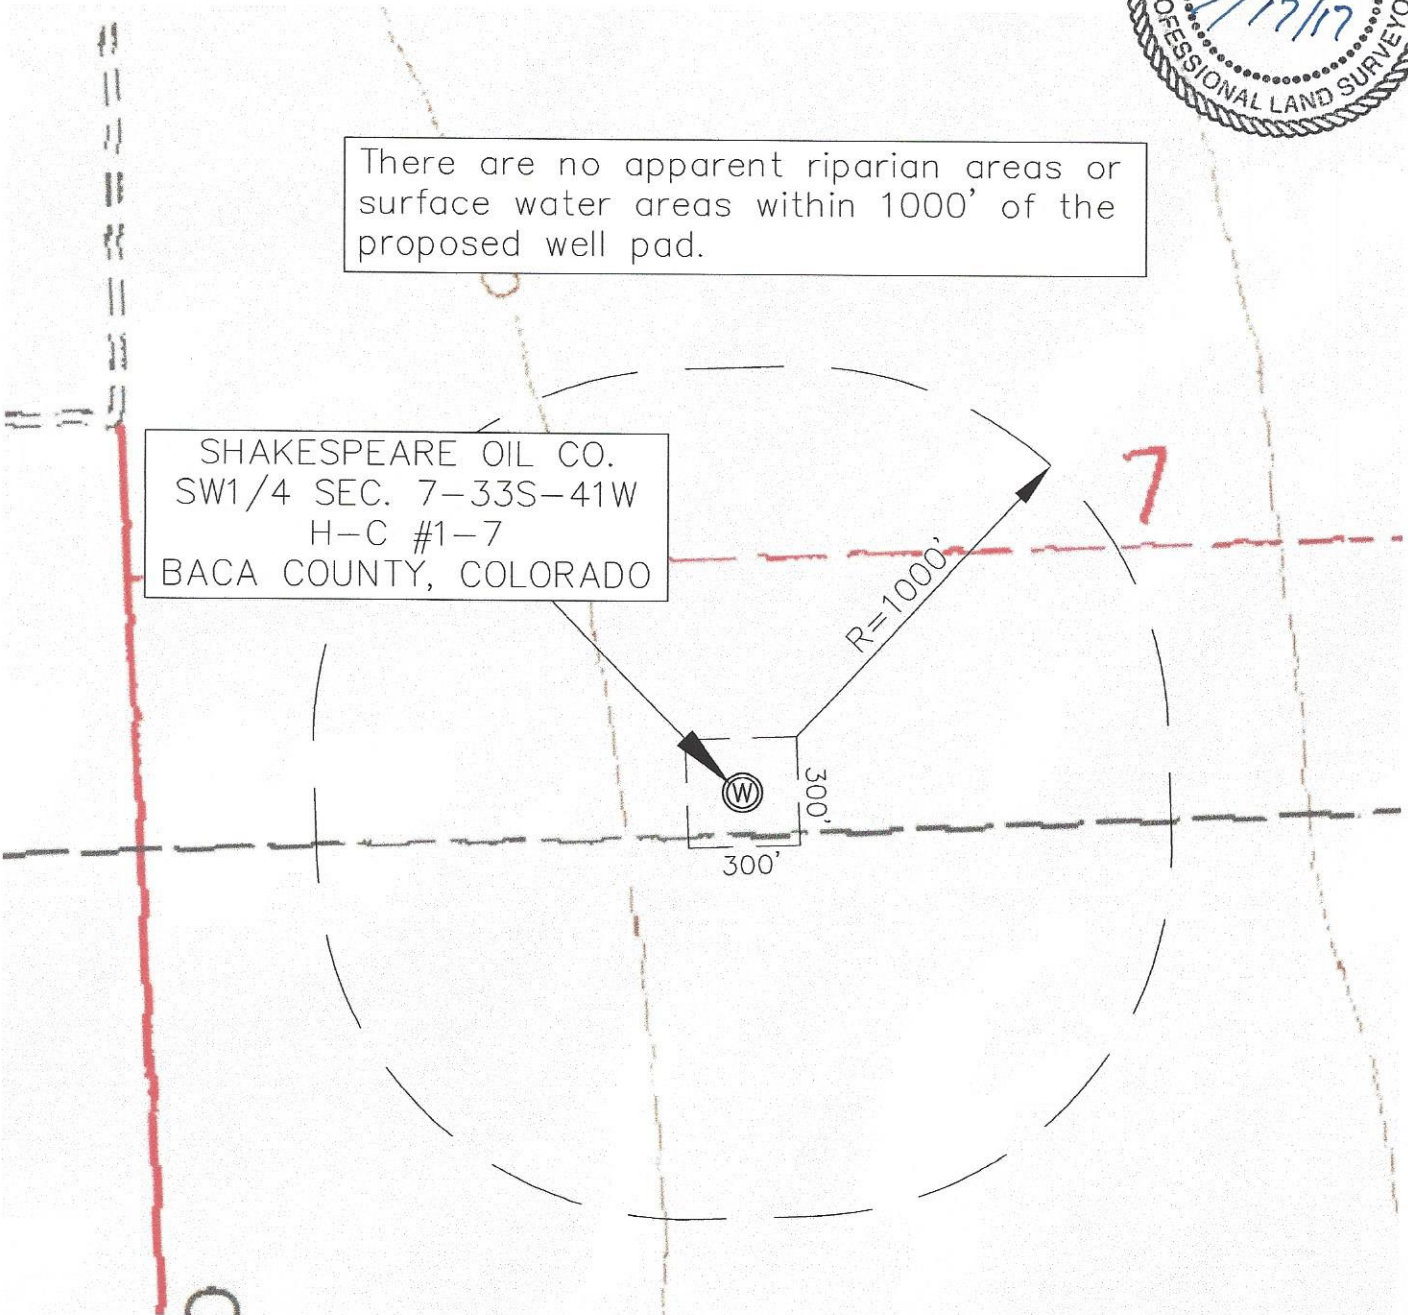 OFESSIONAL LAND SURVEYO
There are no apparent riparian areas or
surface water areas within 1000' of the
proposed well pad.
SHAKESPEARE OIL CO.
SW1/4 SEC. 7-33S-41W
H-C #1-7
BACA COUNTY, COLORADO
7
R=1000'
W
300'
300'